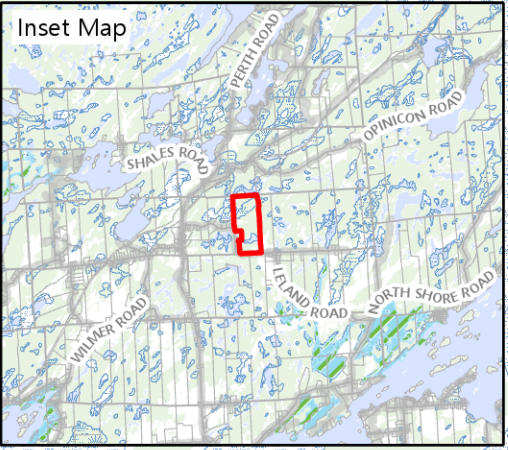 Inset Map
PERTH ROAD
OPINICON ROAD
SHALES ROAD
LELAND ROAD
NORTH SHORE ROAD
WILMER ROAD